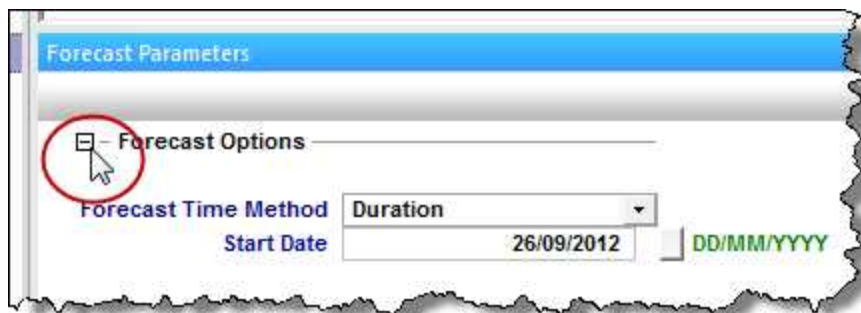 Forecast Parameters
Forecast Options
Forecast Time Method Duration
Start Date 26/09/2012 DD/MM/YYYY